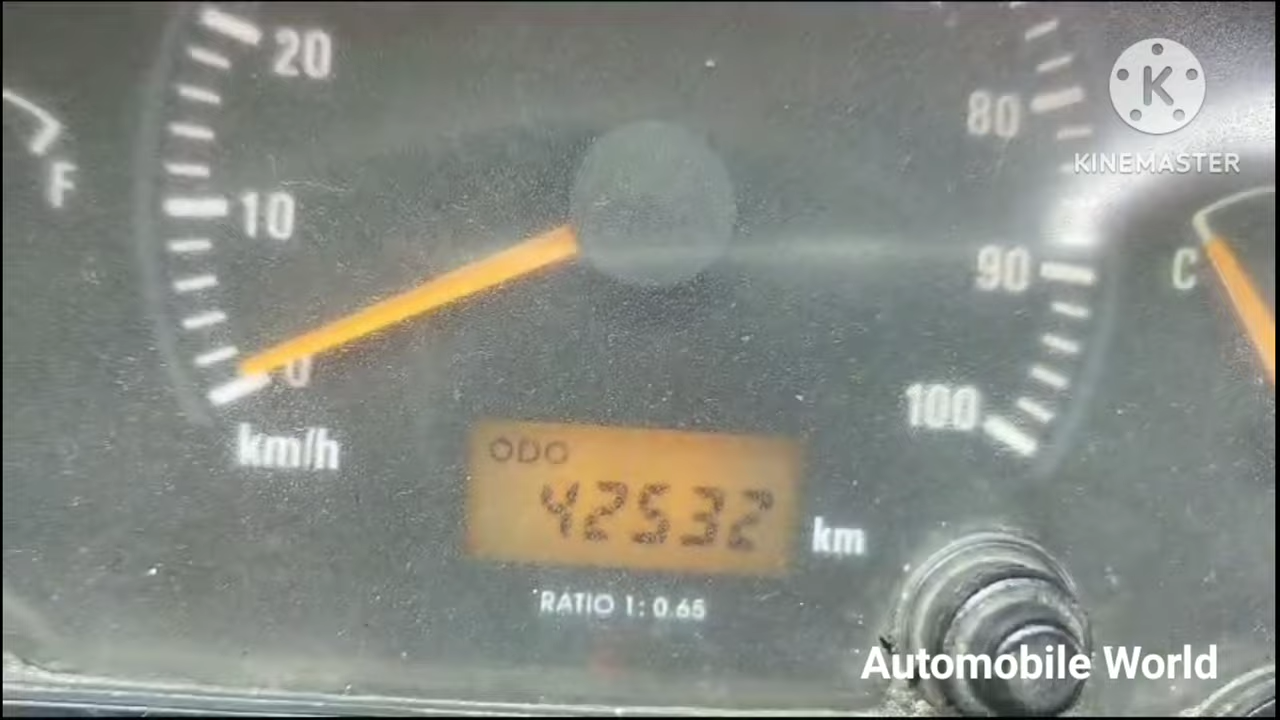 20
80
KINEMASTER
F
10
90
C
0
100
km/h
ODO
42532
km
RATIO 1:0.65
Automobile World